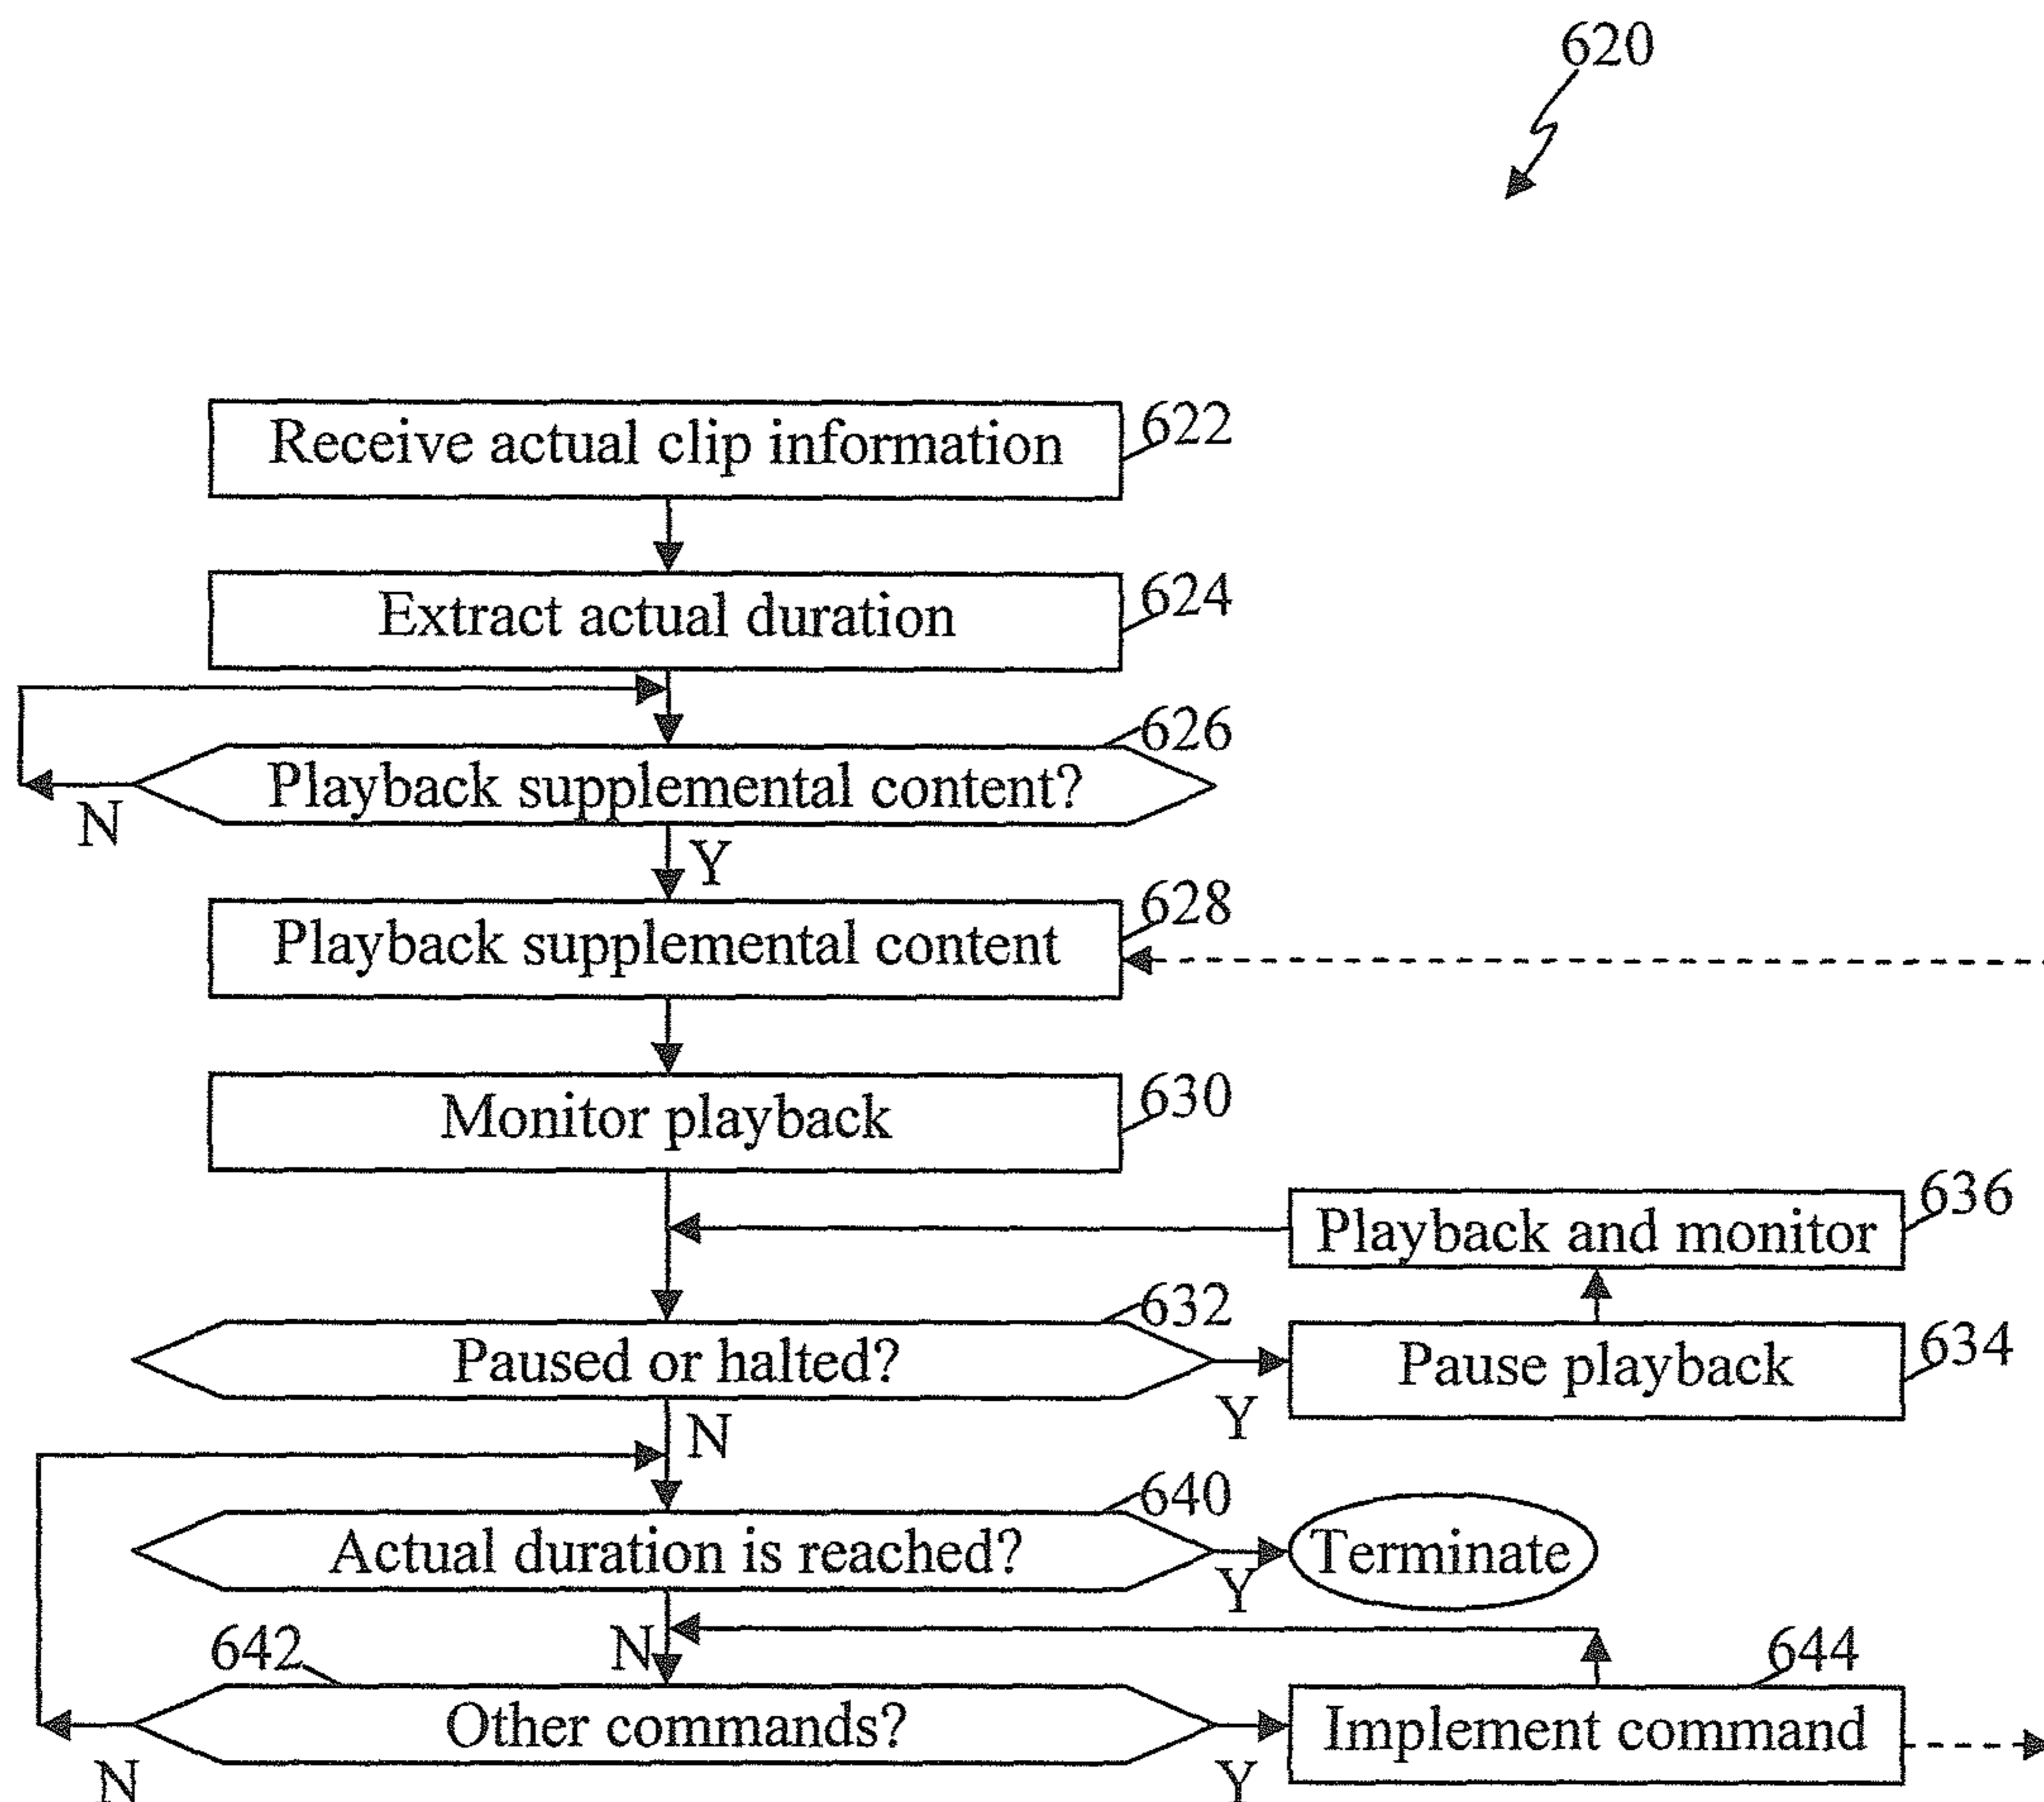 620
Receive actual clip information
622
Extract actual duration
624
626
Playback supplemental content?
N
Y
628
Playback supplemental content
Monitor playback
630
636
Playback and monitor
632
Paused or halted?
Y
Pause playback
634
N
640
Actual duration is reached?
Y
Terminate
N
642
Other commands?
N
Y
644
Implement command